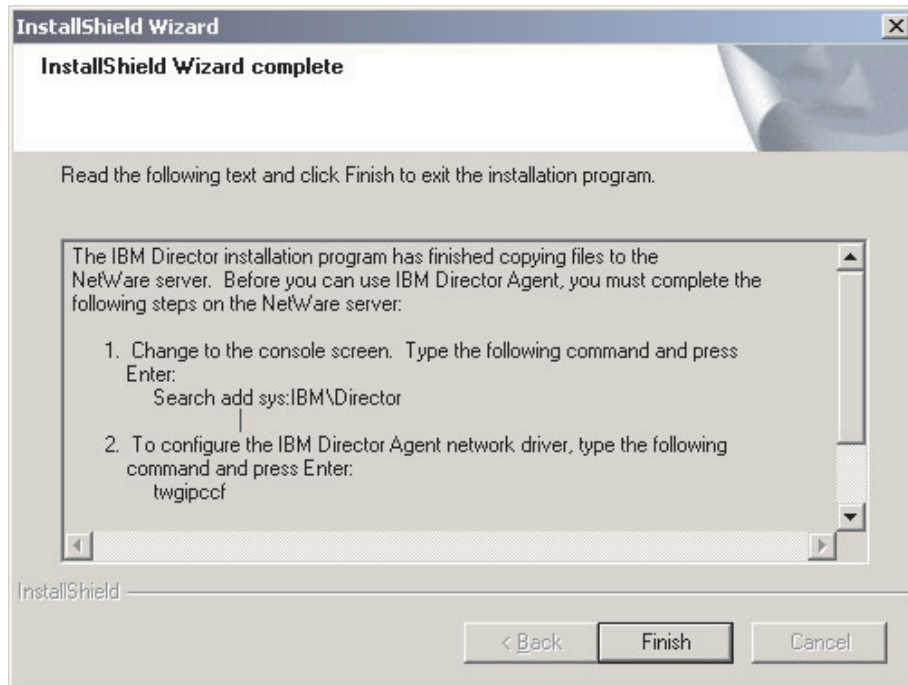 InstallShield Wizard
InstallShield Wizard complete
Read the following text and click Finish to exit the installation program.
The IBM Director installation program has finished copying files to the
NetWare server.  Before you can use IBM Director Agent, you must complete the
following steps on the NetWare server:
1.  Change to the console screen.  Type the following command and press
Enter:
Search add sys:IBM\Director
2.  To configure the IBM Director Agent network driver, type the following
command and press Enter:
twgipccf
InstallShield
< Back
Finish
Cancel